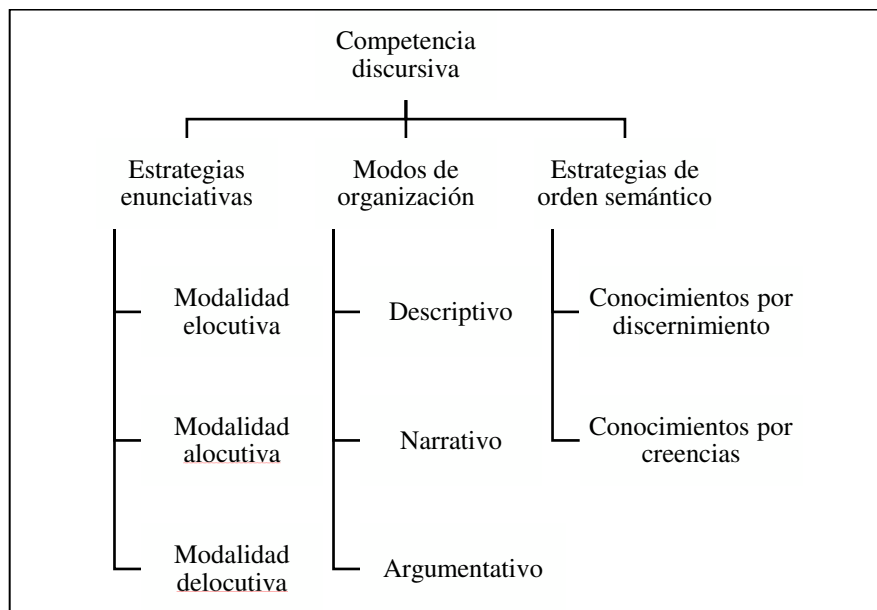 Competencia
discursiva
Estrategias
enunciativas
Modos de
organización
Estrategias de
orden semántico
Modalidad
elocutiva
Descriptivo
Conocimientos por
discernimiento
Modalidad
alocutiva
Narrativo
Conocimientos por
creencias
Modalidad
delocutiva
Argumentativo